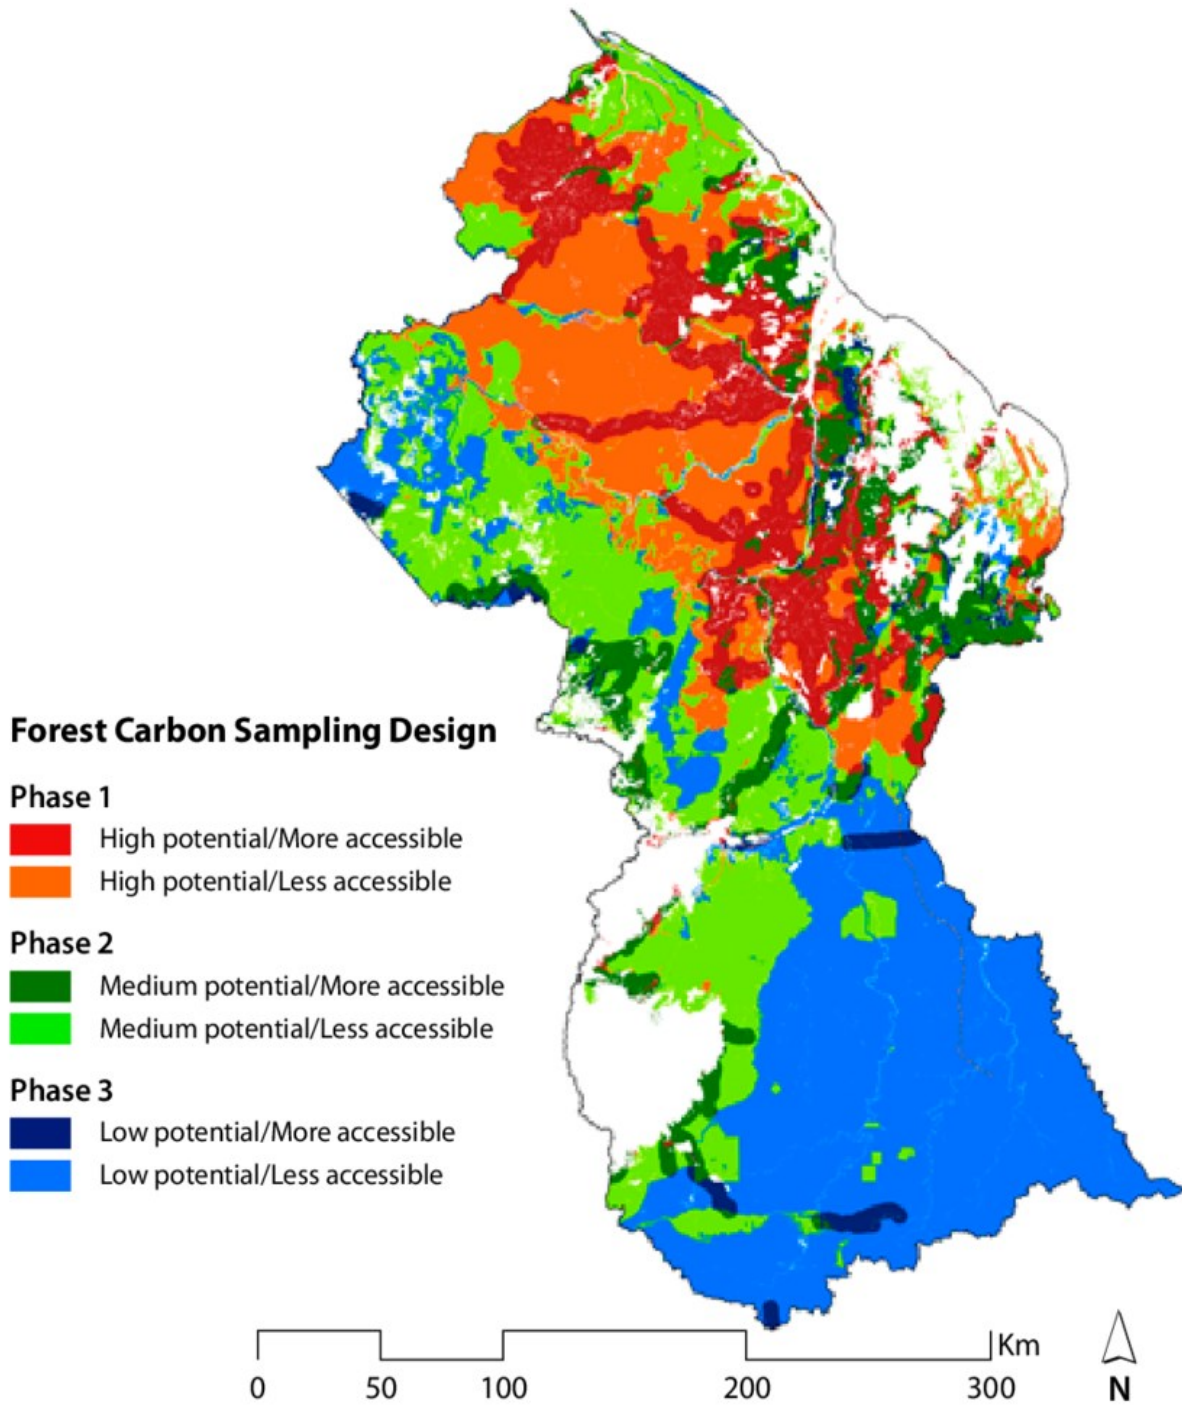 Forest Carbon Sampling Design
Phase 1
High potential/More accessible
High potential/Less accessible
Phase 2
Medium potential/More accessible
Medium potential/Less accessible
Phase 3
Low potential/More accessible
Low potential/Less accessible
Km
0 50 100 200 300
N